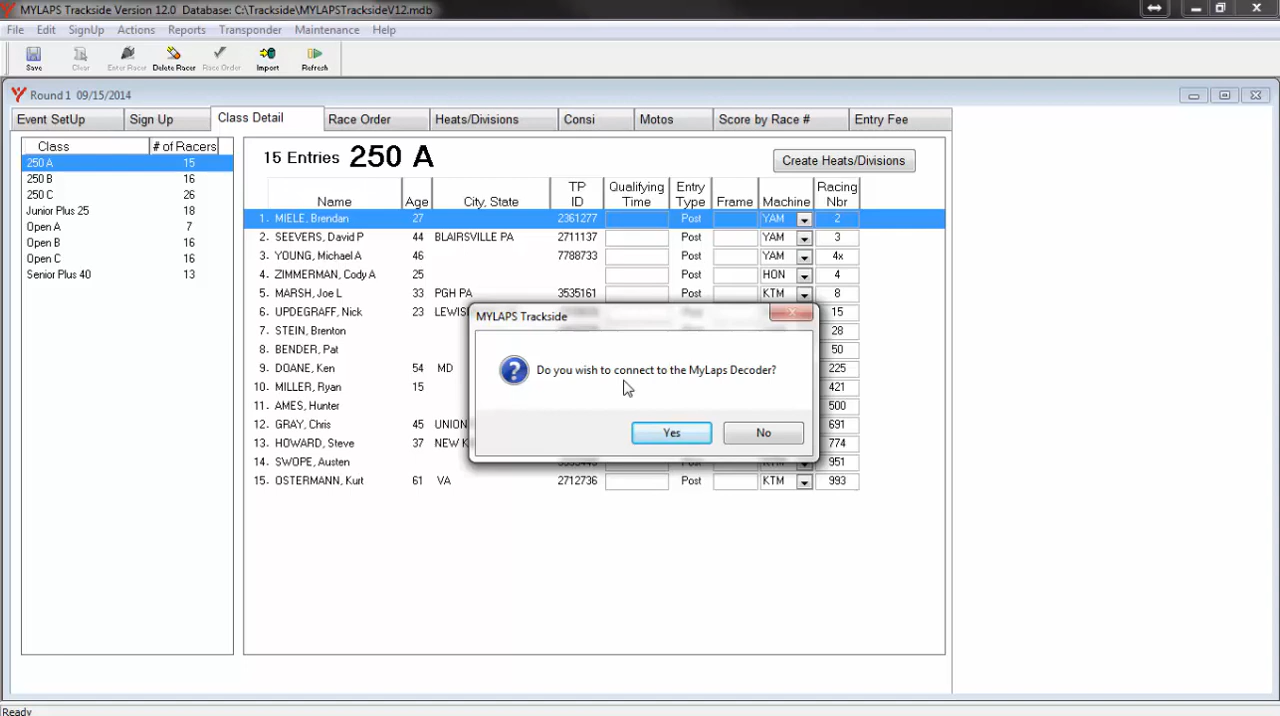 MYLAPS Trackside Version 12.0 Database: C:\Trackside\MYLAPSTracksideV12.mdb
File Edit SignUp Actions Reports Transponder Maintenance Help
Save Clear Enter Racer Delete Racer Race Order Import Refresh
Round 1 09/15/2014
Event SetUp Sign Up Class Detail Race Order Heats/Divisions Consi Motos Score by Race # Entry Fee
Class # of Racers
250 A 15
250 B 16
250 C 26
Junior Plus 25 18
Open A 7
Open B 16
Open C 16
Senior Plus 40 13
15 Entries 250 A Create Heats/Divisions
Name Age City, State TP ID Qualifying Time Entry Type Frame Machine Racing Nbr
1. MIELE, Brendan 27 2361277 Post YAM 2
2. SEEVERS, David P 44 BLAIRSVILLE PA 2711137 Post YAM 3
3. YOUNG, Michael A 46 7788733 Post YAM 4x
4. ZIMMERMAN, Cody A 25 Post HON 4
5. MARSH, Joe L 33 PGH PA 3535161 Post KTM 8
6. UPDEGRAFF, Nick 23 15
7. STEIN, Brenton 28
8. BENDER, Pat 50
9. DOANE, Ken 54 MD 225
10. MILLER, Ryan 15 421
11. AMES, Hunter 500
12. GRAY, Chris 45 UNION 691
13. HOWARD, Steve 37 NEW K 774
14. SWOPE, Austen 951
15. OSTERMANN, Kurt 61 VA 2712736 Post KTM 993
MYLAPS Trackside
Do you wish to connect to the MyLaps Decoder?
Yes No
Ready